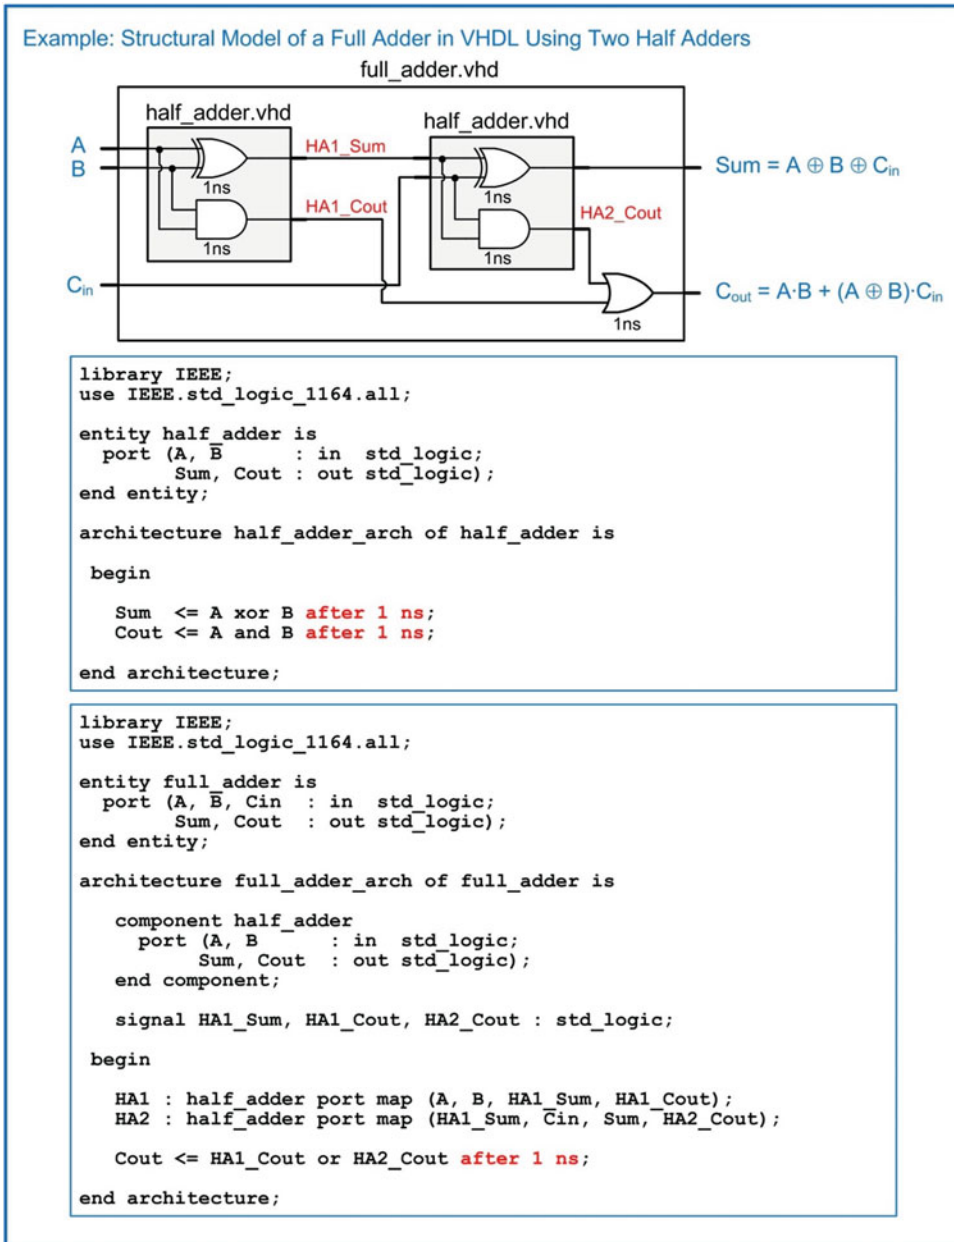 Example: Structural Model of a Full Adder in VHDL Using Two Half Adders
full_adder.vhd
half_adder.vhd
half_adder.vhd
A
HA1_Sum
B
Sum = A ⊕ B ⊕ Cin
1ns
1ns
HA1_Cout
HA2_Cout
1ns
1ns
Cin
Cout = A·B + (A ⊕ B)·Cin
1ns
library IEEE;
use IEEE.std_logic_1164.all;
entity half_adder is
port (A, B : in std_logic;
Sum, Cout : out std_logic);
end entity;
architecture half_adder_arch of half_adder is
begin
Sum <= A xor B after 1 ns;
Cout <= A and B after 1 ns;
end architecture;
library IEEE;
use IEEE.std_logic_1164.all;
entity full_adder is
port (A, B, Cin : in std_logic;
Sum, Cout : out std_logic);
end entity;
architecture full_adder_arch of full_adder is
component half_adder
port (A, B : in std_logic;
Sum, Cout : out std_logic);
end component;
signal HA1_Sum, HA1_Cout, HA2_Cout : std_logic;
begin
HA1 : half_adder port map (A, B, HA1_Sum, HA1_Cout);
HA2 : half_adder port map (HA1_Sum, Cin, Sum, HA2_Cout);
Cout <= HA1_Cout or HA2_Cout after 1 ns;
end architecture;